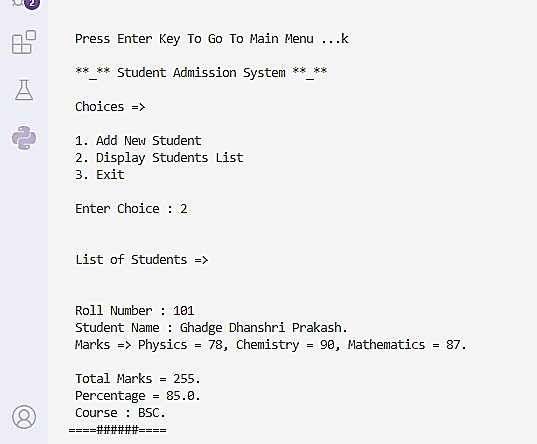 2
Press Enter Key To Go To Main Menu ...k
**_** Student Admission System **_**
Choices =>
1. Add New Student
2. Display Students List
3. Exit
Enter Choice : 2
List of Students =>
Roll Number : 101
Student Name : Ghadge Dhanshri Prakash.
Marks => Physics = 78, Chemistry = 90, Mathematics = 87.
Total Marks = 255.
Percentage = 85.0.
Course : BSC.
====######====